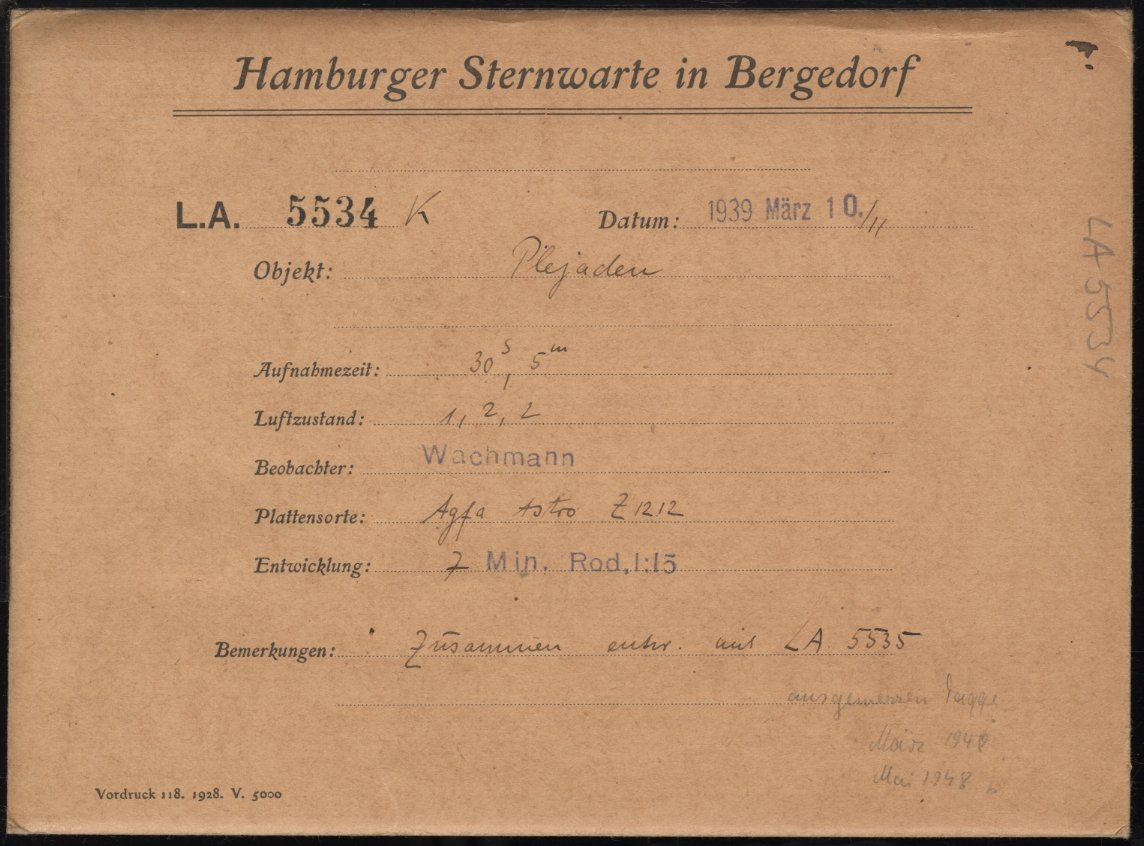 Hamburger Sternwarte in Bergedorf
L.A. 5534 K Datum: 1939 März 10./11
Objekt: Plejaden
Aufnahmezeit: 30s, 5m
Luftzustand: 1, 2, 2
Beobachter: Wachmann
Plattensorte: Agfa Astro Z 1212
Entwicklung: 7 Min. Rod, 1:15
Bemerkungen: Zusammen entw. mit LA 5535
ausgemessen
März 1948
Mai 1948
Vordruck 118. 1928. V. 5000
LA 5534